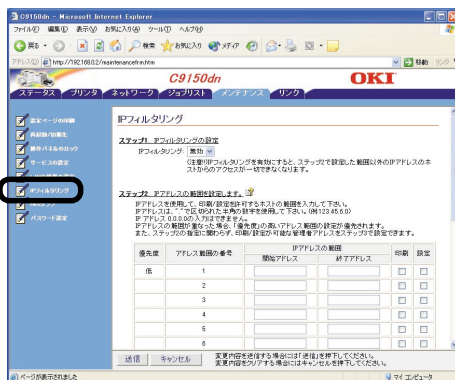 C9150dn - Microsoft Internet Explorer
ファイル(F) 編集(E) 表示(V) お気に入り(A) ツール(T) ヘルプ(H)
戻る 検索 お気に入り メディア
アドレス(D) http://192.168.0.2/maintenancefrm.htm 移動 リンク
C9150dn OKI
ステータス プリンタ ネットワーク ジョブリスト メンテナンス リンク
設定ページの印刷
再起動/初期化
操作パネルのロック
サービスの設定
IPフィルタリング
パスワード設定
IPフィルタリング
ステップ1. IPフィルタリングの設定
IPフィルタリング: 無効
(注意!)IPフィルタリングを有効にすると、ステップ2で設定した範囲以外のIPアドレスのホ
ストからのアクセスが一切できなくなります。
ステップ2. IPアドレスの範囲を設定します。
IPアドレスを使用して、印刷/設定を許可するホストの範囲を入力して下さい。
IPアドレスは、"."で区切られた半角の数字を使用して下さい。(例:123.45.6.0)
IPアドレス 0.0.0.0の入力はできません。
IPアドレスの範囲が重なった場合、「優先度」の高いアドレス範囲の設定が優先されます。
また、ステップ2の指定に関わらず、印刷/設定が可能な管理者アドレスをステップ3で設定できます。
優先度 アドレス範囲の番号 IPアドレスの範囲 印刷 設定
開始アドレス 終了アドレス
低 1
2
3
4
5
6
送信 キャンセル 変更内容を送信する場合には「送信」を押下してください。
変更内容をクリアする場合にはキャンセルを押下してください。
ページが表示されました マイ コンピュータ